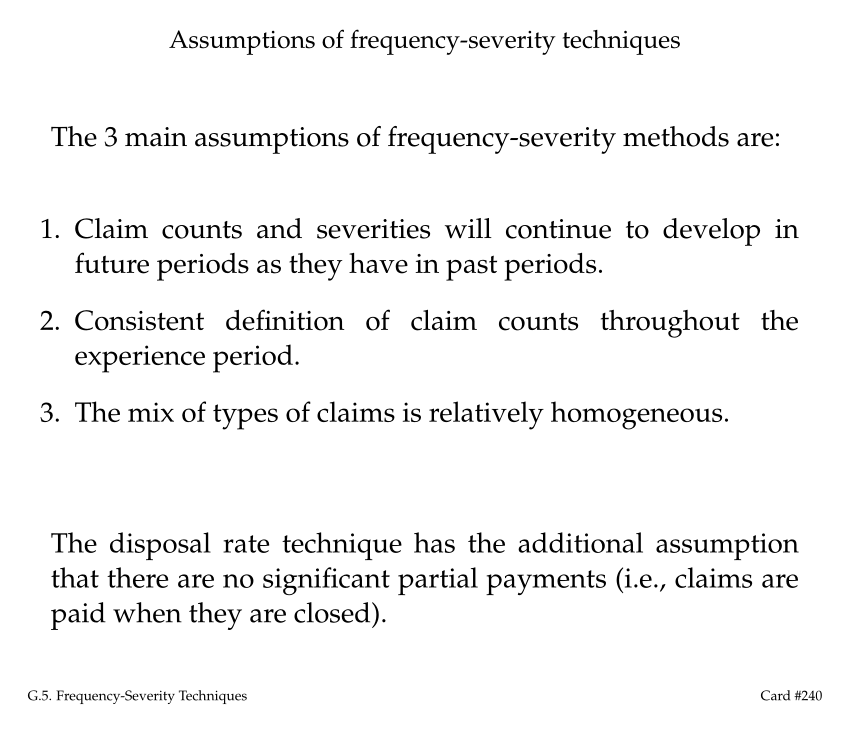 Assumptions of frequency-severity techniques
The 3 main assumptions of frequency-severity methods are:
1. Claim counts and severities will continue to develop in
future periods as they have in past periods.
2. Consistent definition of claim counts throughout the
experience period.
3. The mix of types of claims is relatively homogeneous.
The disposal rate technique has the additional assumption
that there are no significant partial payments (i.e., claims are
paid when they are closed).
G.5. Frequency-Severity Techniques
Card #240